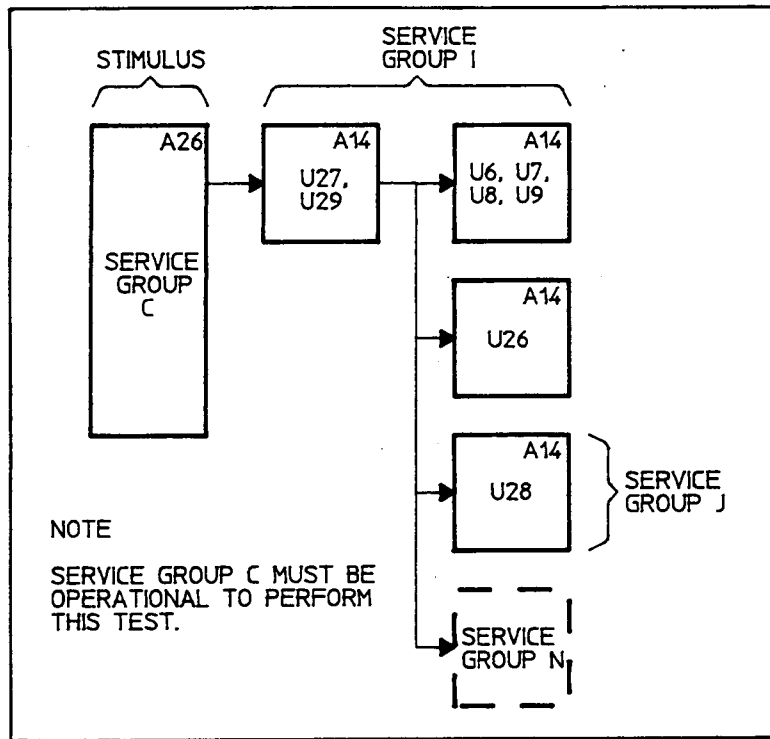 STIMULUS
SERVICE
GROUP I
A26
SERVICE
GROUP
C
A14
U27,
U29
A14
U6, U7,
U8, U9
A14
U26
A14
U28
SERVICE
GROUP J
SERVICE
GROUP N
NOTE
SERVICE GROUP C MUST BE
OPERATIONAL TO PERFORM
THIS TEST.